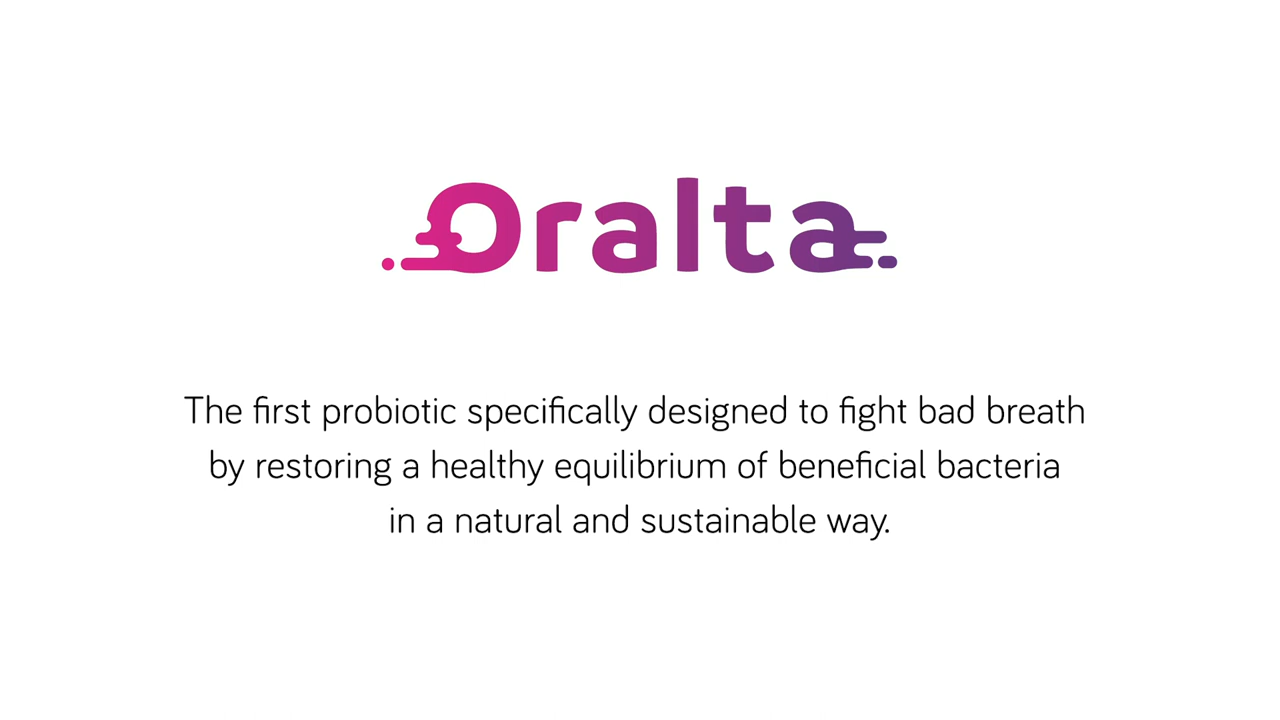 Oralta
The first probiotic specifically designed to fight bad breath
by restoring a healthy equilibrium of beneficial bacteria
in a natural and sustainable way.